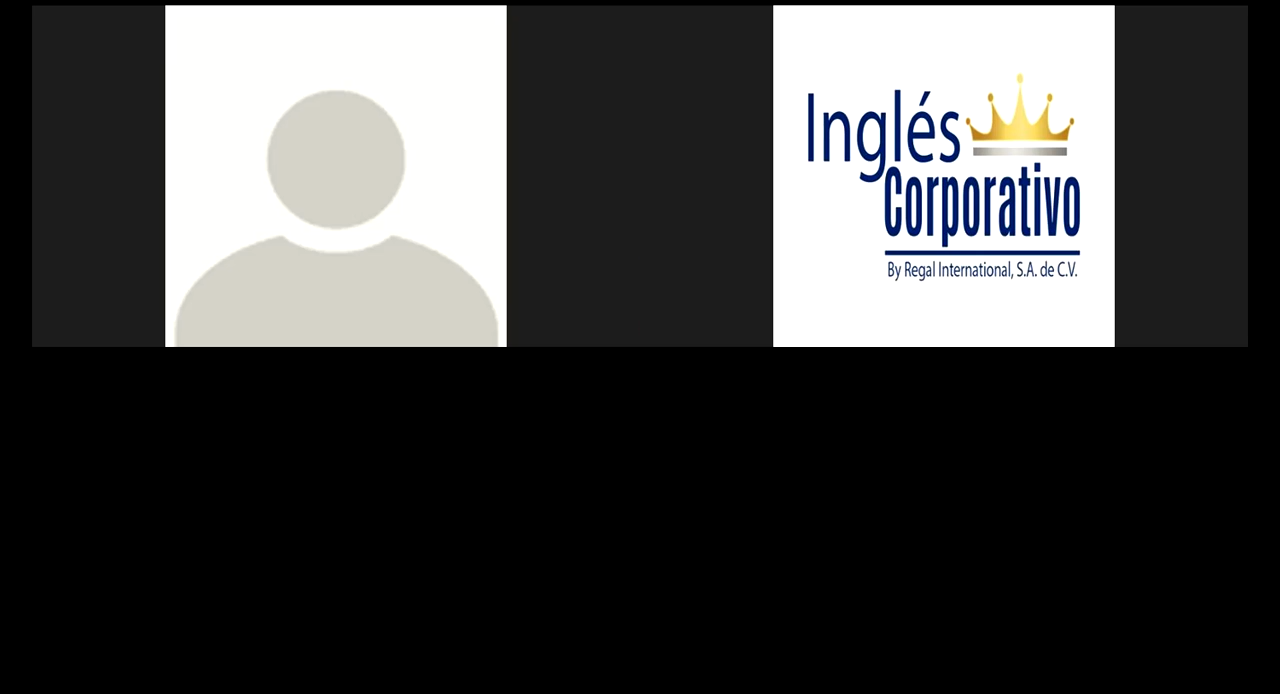 Inglés
Corporativo
By Regal International, S.A. de C.V.